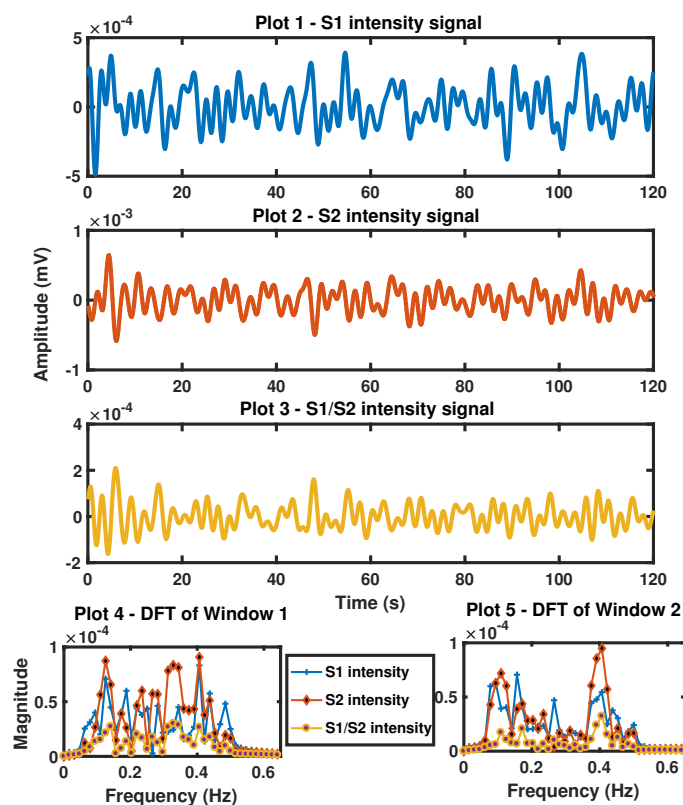 Plot 1 - S1 intensity signal
×10^-4
5
0
-5
0 20 40 60 80 100 120
Plot 2 - S2 intensity signal
×10^-3
1
0
-1
0 20 40 60 80 100 120
Amplitude (mV)
Plot 3 - S1/S2 intensity signal
×10^-4
4
2
0
-2
0 20 40 60 80 100 120
Time (s)
Plot 4 - DFT of Window 1
×10^-4
1
0.5
0
0 0.2 0.4 0.6
Magnitude
Frequency (Hz)
S1 intensity
S2 intensity
S1/S2 intensity
Plot 5 - DFT of Window 2
×10^-4
1
0.5
0
0 0.2 0.4 0.6
Frequency (Hz)